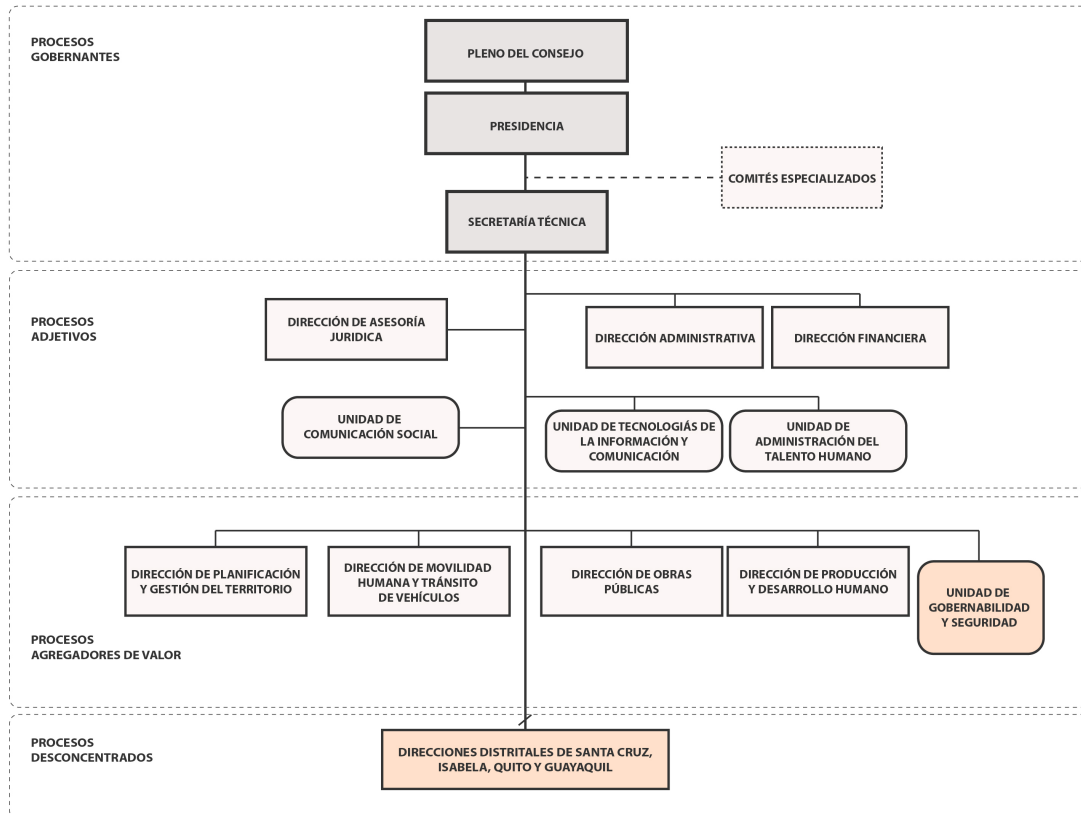 PROCESOS
GOBERNANTES
PLENO DEL CONSEJO
PRESIDENCIA
COMITÉS ESPECIALIZADOS
SECRETARÍA TÉCNICA
PROCESOS
ADJETIVOS
DIRECCIÓN DE ASESORÍA
JURIDICA
DIRECCIÓN ADMINISTRATIVA
DIRECCIÓN FINANCIERA
UNIDAD DE
COMUNICACIÓN SOCIAL
UNIDAD DE TECNOLOGIÁS DE
LA INFORMACIÓN Y
COMUNICACIÓN
UNIDAD DE
ADMINISTRACIÓN DEL
TALENTO HUMANO
DIRECCIÓN DE PLANIFICACIÓN
Y GESTIÓN DEL TERRITORIO
DIRECCIÓN DE MOVILIDAD
HUMANA Y TRÁNSITO
DE VEHÍCULOS
DIRECCIÓN DE OBRAS
PÚBLICAS
DIRECCIÓN DE PRODUCCIÓN
Y DESARROLLO HUMANO
UNIDAD DE
GOBERNABILIDAD
Y SEGURIDAD
PROCESOS
AGREGADORES DE VALOR
PROCESOS
DESCONCENTRADOS
DIRECCIONES DISTRITALES DE SANTA CRUZ,
ISABELA, QUITO Y GUAYAQUIL